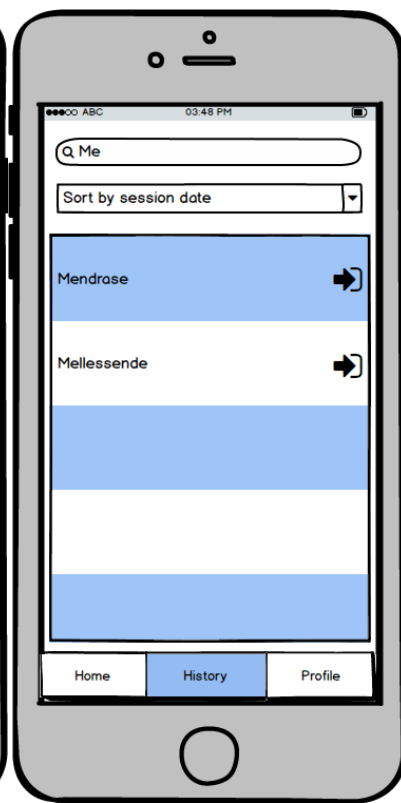 ABC 03:48 PM
Me
Sort by session date
Mendrase
Mellessende
Home History Profile